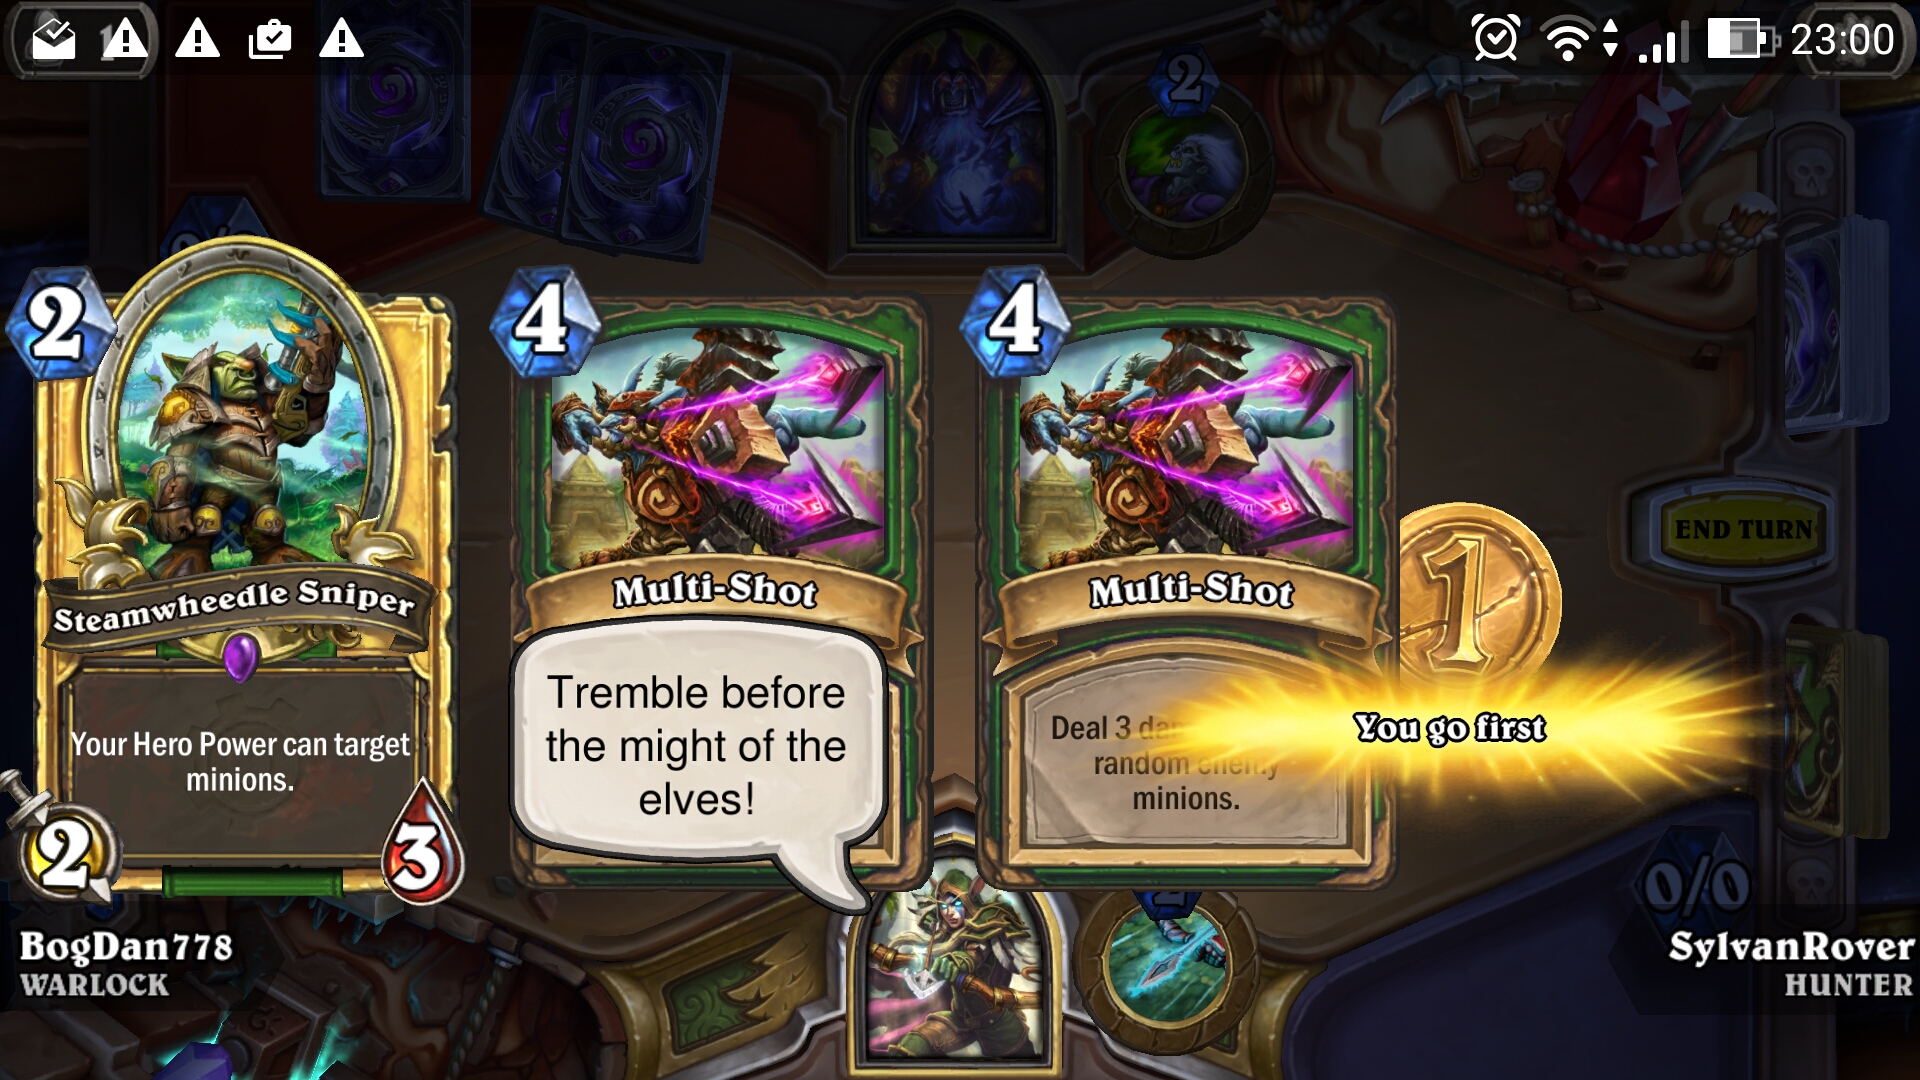 23:00
2
2
Steamwheedle Sniper
Your Hero Power can target
minions.
2
3
4
Multi-Shot
Tremble before
the might of the
elves!
4
Multi-Shot
Deal 3
random enemy
minions.
1
You go first
END TURN
0/0
2
BogDan778
WARLOCK
SylvanRover
HUNTER